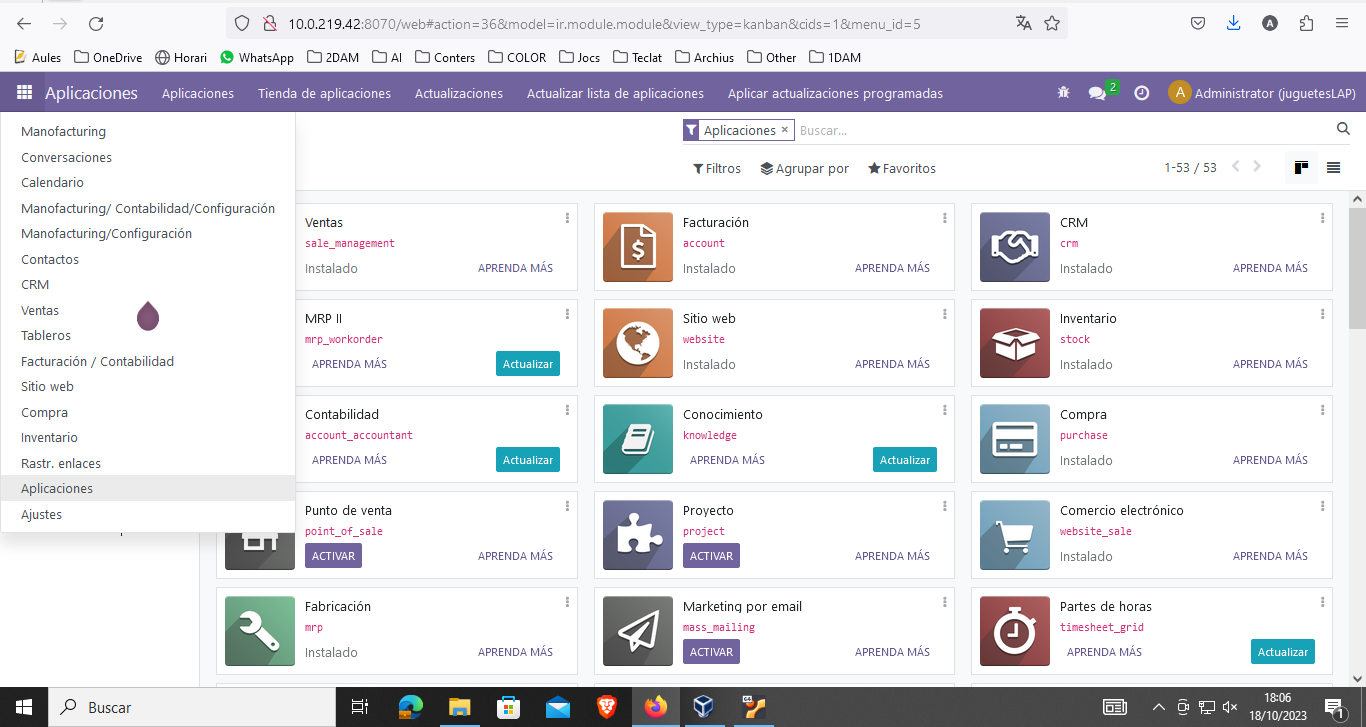 10.0.219.42:8070/web#action=36&model=ir.module.module&view_type=kanban&cids=1&menu_id=5
A
Aules OneDrive Horari WhatsApp 2DAM AI Conters COLOR Jocs Teclat Archius Other 1DAM
Aplicaciones Aplicaciones Tienda de aplicaciones Actualizaciones Actualizar lista de aplicaciones Aplicar actualizaciones programadas 2 A Administrator (juguetesLAP)
Aplicaciones × Buscar...
Filtros Agrupar por Favoritos 1-53 / 53
Manofacturing
Conversaciones
Calendario
Manofacturing/ Contabilidad/Configuración
Manofacturing/Configuración
Contactos
CRM
Ventas
Tableros
Facturación / Contabilidad
Sitio web
Compra
Inventario
Rastr. enlaces
Aplicaciones
Ajustes
Ventas
sale_management
Instalado APRENDA MÁS
Facturación
account
Instalado APRENDA MÁS
CRM
crm
Instalado APRENDA MÁS
MRP II
mrp_workorder
APRENDA MÁS Actualizar
Sitio web
website
Instalado APRENDA MÁS
Inventario
stock
Instalado APRENDA MÁS
Contabilidad
account_accountant
APRENDA MÁS Actualizar
Conocimiento
knowledge
APRENDA MÁS Actualizar
Compra
purchase
Instalado APRENDA MÁS
Punto de venta
point_of_sale
ACTIVAR APRENDA MÁS
Proyecto
project
ACTIVAR APRENDA MÁS
Comercio electrónico
website_sale
Instalado APRENDA MÁS
Fabricación
mrp
Instalado APRENDA MÁS
Marketing por email
mass_mailing
ACTIVAR APRENDA MÁS
Partes de horas
timesheet_grid
APRENDA MÁS Actualizar
Buscar
64
18:06
18/10/2023
1